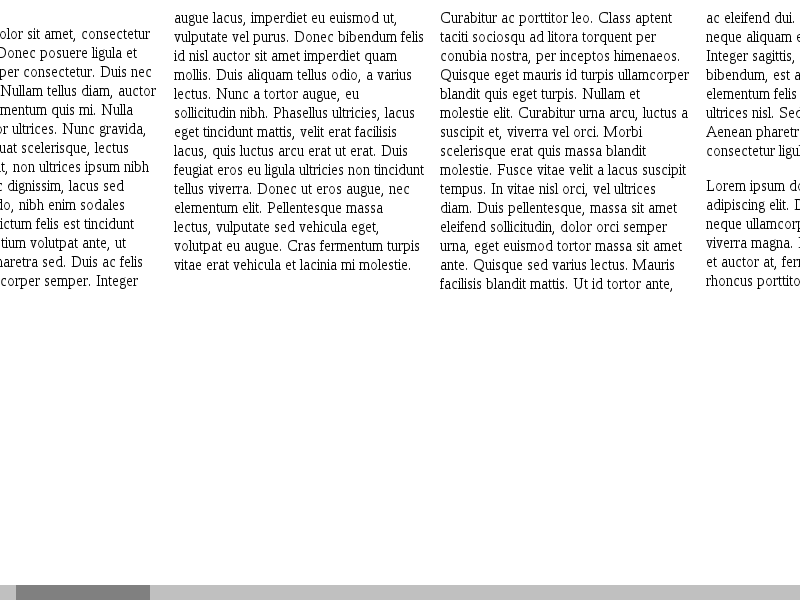 olor sit amet, consectetur
Donec posuere ligula et
per consectetur. Duis nec
Nullam tellus diam, auctor
mentum quis mi. Nulla
or ultrices. Nunc gravida,
uat scelerisque, lectus
t, non ultrices ipsum nibh
c dignissim, lacus sed
do, nibh enim sodales
ictum felis est tincidunt
tium volutpat ante, ut
haretra sed. Duis ac felis
corper semper. Integer
augue lacus, imperdiet eu euismod ut,
vulputate vel purus. Donec bibendum felis
id nisl auctor sit amet imperdiet quam
mollis. Duis aliquam tellus odio, a varius
lectus. Nunc a tortor augue, eu
sollicitudin nibh. Phasellus ultricies, lacus
eget tincidunt mattis, velit erat facilisis
lacus, quis luctus arcu erat ut erat. Duis
feugiat eros eu ligula ultricies non tincidunt
tellus viverra. Donec ut eros augue, nec
elementum elit. Pellentesque massa
lectus, vulputate sed vehicula eget,
volutpat eu augue. Cras fermentum turpis
vitae erat vehicula et lacinia mi molestie.
Curabitur ac porttitor leo. Class aptent
taciti sociosqu ad litora torquent per
conubia nostra, per inceptos himenaeos.
Quisque eget mauris id turpis ullamcorper
blandit quis eget turpis. Nullam et
molestie elit. Curabitur urna arcu, luctus a
suscipit et, viverra vel orci. Morbi
scelerisque erat quis massa blandit
molestie. Fusce vitae velit a lacus suscipit
tempus. In vitae nisl orci, vel ultrices
diam. Duis pellentesque, massa sit amet
eleifend sollicitudin, dolor orci semper
urna, eget euismod tortor massa sit amet
ante. Quisque sed varius lectus. Mauris
facilisis blandit mattis. Ut id tortor ante,
ac eleifend dui.
neque aliquam e
Integer sagittis,
bibendum, est a
elementum felis
ultrices nisl. Sed
Aenean pharetr
consectetur ligul
Lorem ipsum do
adipiscing elit. D
neque ullamcorp
viverra magna.
et auctor at, fern
rhoncus porttito